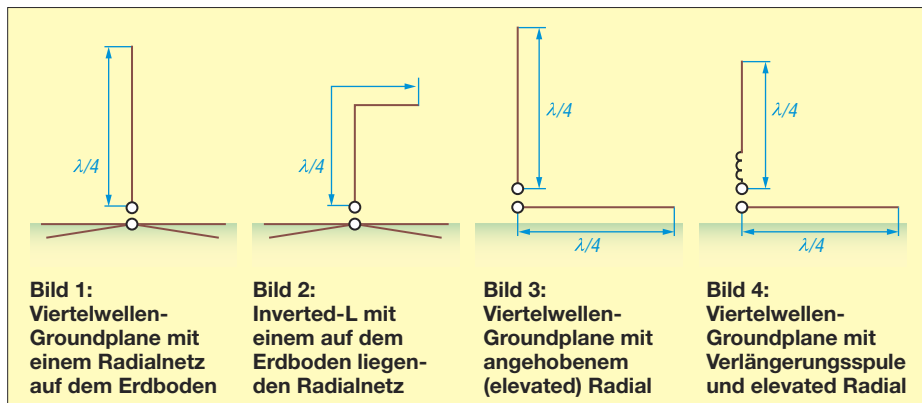 λ/4
λ/4
λ/4
λ/4
λ/4
λ/4
Bild 1:
Viertelwellen-
Groundplane mit
einem Radialnetz
auf dem Erdboden
Bild 2:
Inverted-L mit
einem auf dem
Erdboden liegen-
den Radialnetz
Bild 3:
Viertelwellen-
Groundplane mit
angehobenem
(elevated) Radial
Bild 4:
Viertelwellen-
Groundplane mit
Verlängerungsspule
und elevated Radial